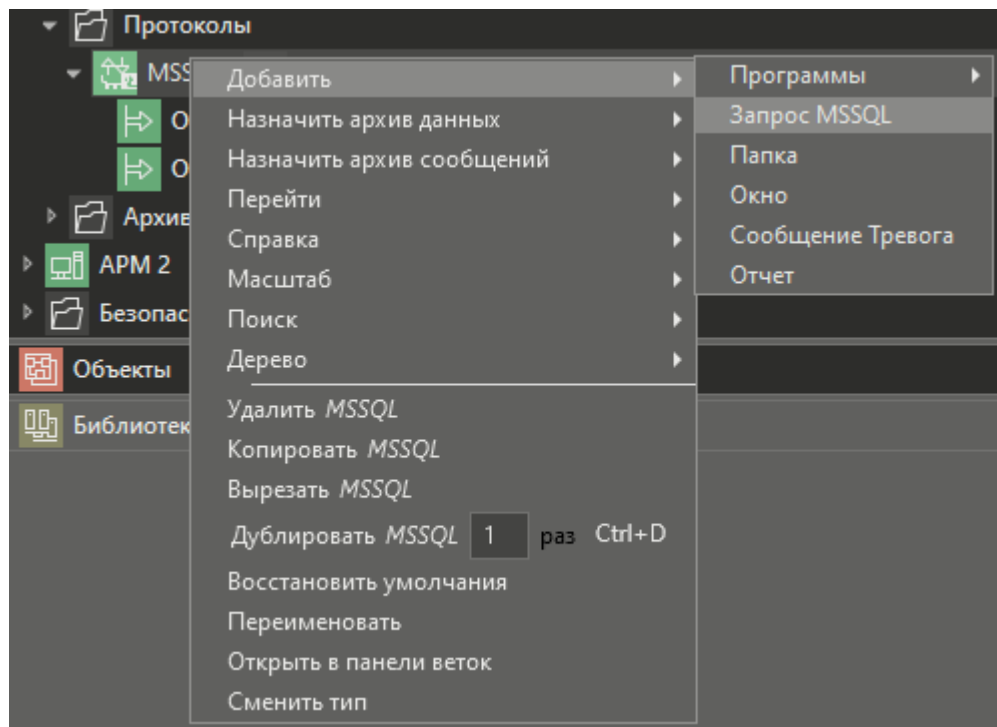 Протоколы
MSS
Добавить
Программы
Назначить архив данных
Запрос MSSQL
Назначить архив сообщений
Папка
Перейти
Окно
Архив
Справка
Сообщение Тревога
АРМ 2
Масштаб
Отчет
Безопас
Поиск
Объекты
Дерево
Библиотек
Удалить MSSQL
Копировать MSSQL
Вырезать MSSQL
Дублировать MSSQL 1 раз Ctrl+D
Восстановить умолчания
Переименовать
Открыть в панели веток
Сменить тип